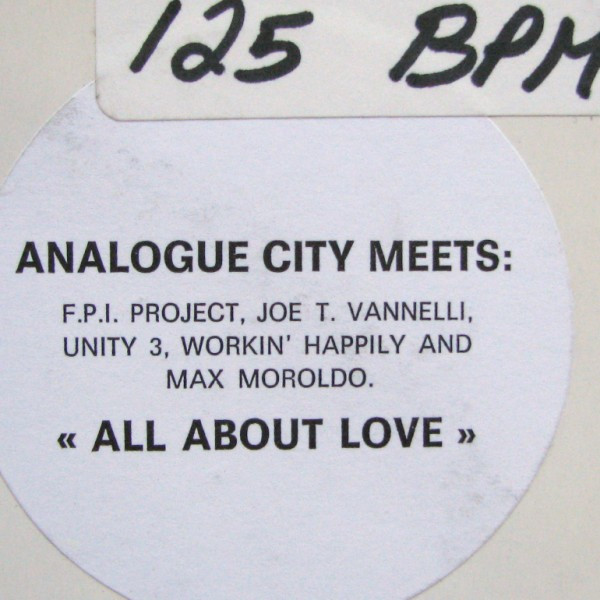 125 BPM
ANALOGUE CITY MEETS:
F.P.I. PROJECT, JOE T. VANNELLI,
UNITY 3, WORKIN' HAPPILY AND
MAX MOROLDO.
« ALL ABOUT LOVE »